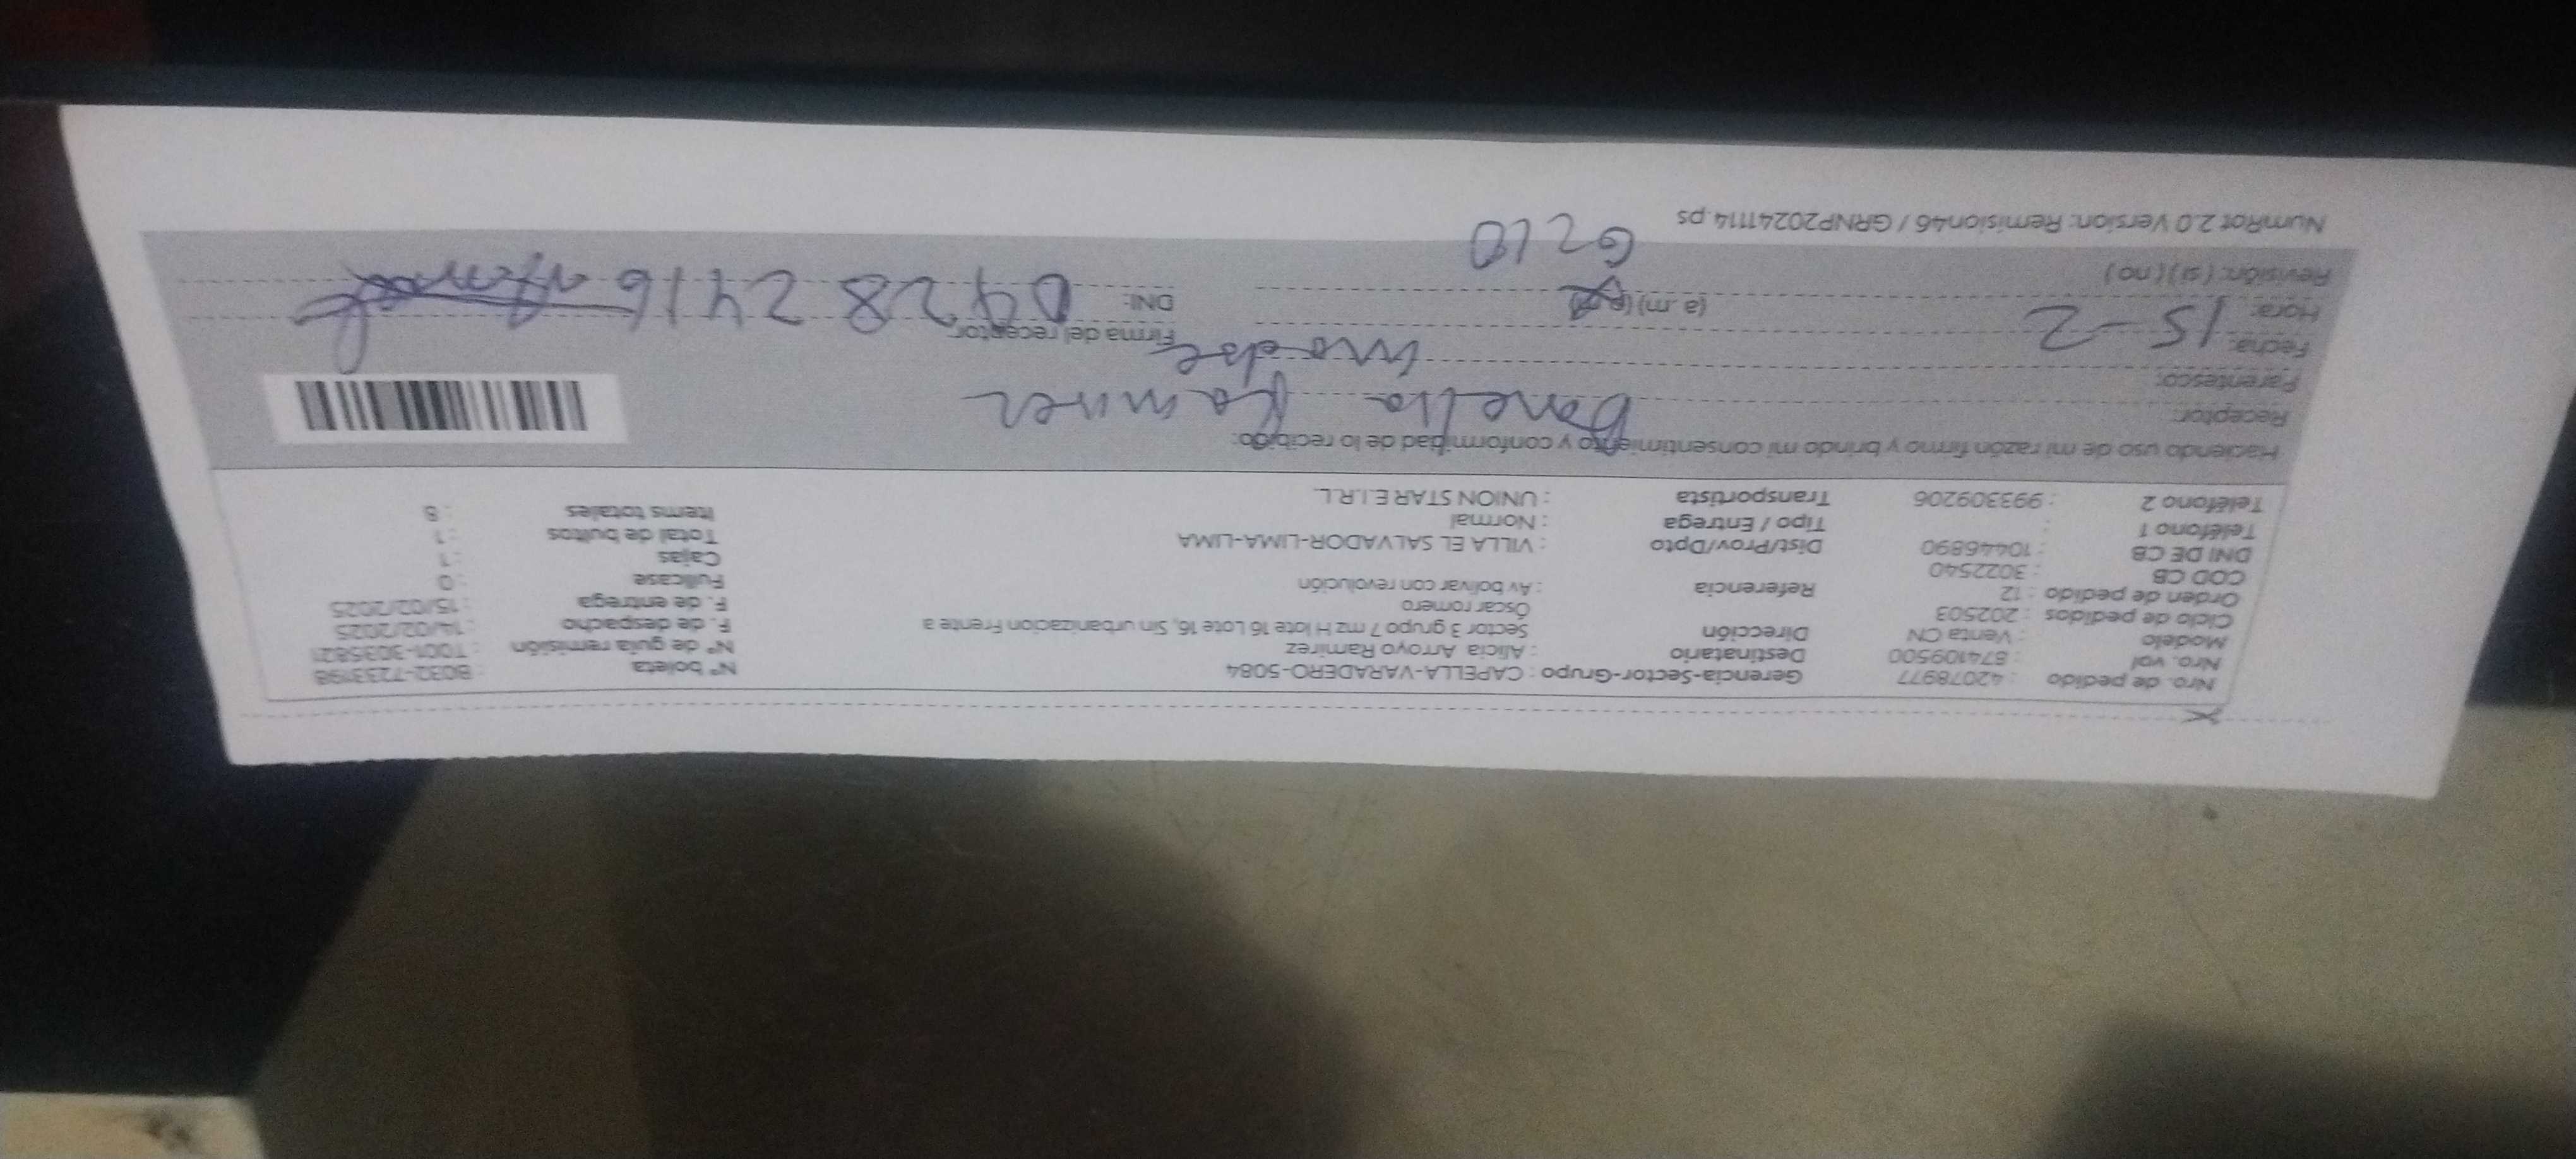 Nro. de pedido : 42078977 Gerencia-Sector-Grupo : CAPELLA-VARADERO-5084 N° boleta : B032-7233198
Nro. val : 874109500 Destinatario : Alicia Arroyo Ramirez N° de guía remisión : T001-3035821
Modelo : Venta CN Dirección Sector 3 grupo 7 mz H lote 16 Lote 16, Sin urbanizacion Frente a F. de despacho : 14/02/2025
Ciclo de pedidos : 202503 Óscar romero F. de entrega : 15/02/2025
Orden de pedido : 12 Referencia : Av bolivar con revolución Fullcase : 0
COD CB : 3022540 Cajas : 1
DNI DE CB : 10446890 Dist/Prov/Dpto : VILLA EL SALVADOR-LIMA-LIMA Total de bultos : 1
Teléfono 1 : Tipo / Entrega : Normal Items totales : 8
Teléfono 2 : 993309206 Transportista : UNION STAR E.I.R.L.
Haciendo uso de mi razón firmo y brindo mi consentimiento y conformidad de lo recibido:
Receptor: Ramirez
Parentesco: madre
Fecha: 15-2 Firma del receptor
Hora: (a.m) DNI: 09282416
Revisión: (si) (no) 6210
NumRot 2.0 Version: Remision46 / GRNP20241114.ps